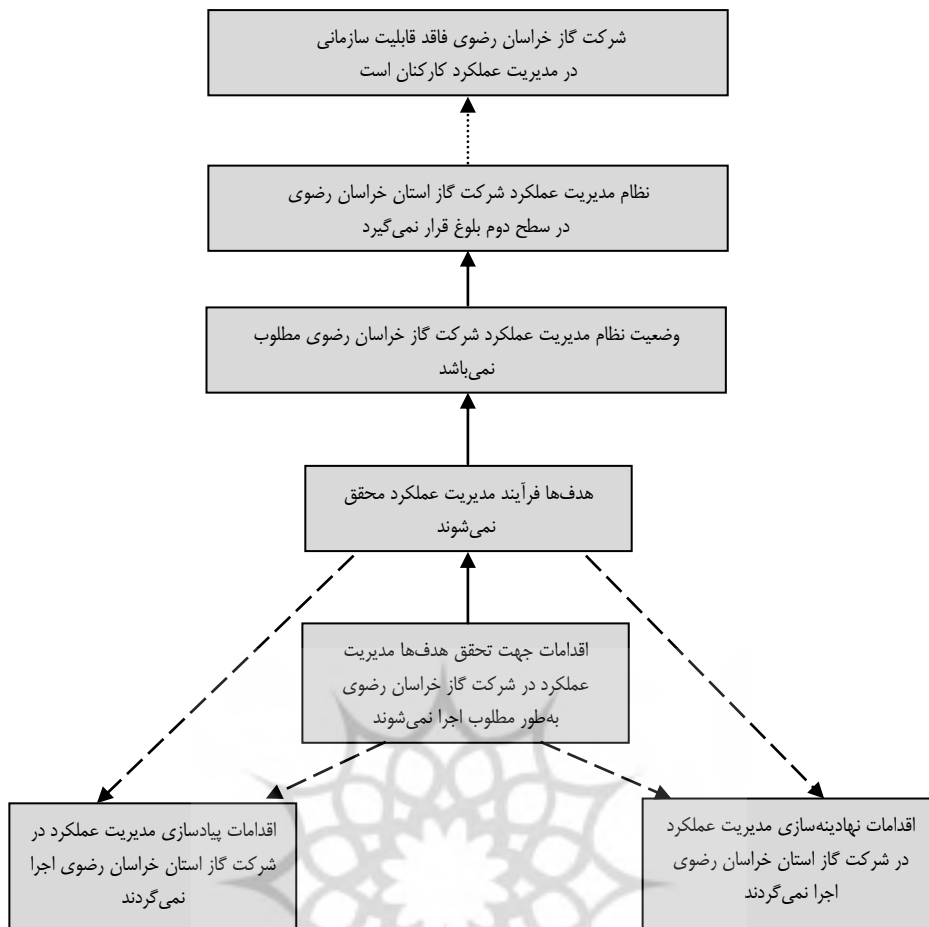 شرکت گاز خراسان رضوی فاقد قابلیت سازمانی
در مدیریت عملکرد کارکنان است
نظام مدیریت عملکرد شرکت گاز استان خراسان رضوی
در سطح دوم بلوغ قرار نمی‌گیرد
وضعیت نظام مدیریت عملکرد شرکت گاز خراسان رضوی مطلوب
نمی‌باشد
هدف‌ها فرآیند مدیریت عملکرد محقق
نمی‌شوند
اقدامات جهت تحقق هدف‌ها مدیریت
عملکرد در شرکت گاز خراسان رضوی
به‌طور مطلوب اجرا نمی‌شوند
اقدامات نهادینه‌سازی مدیریت عملکرد
در شرکت گاز استان خراسان رضوی
اجرا نمی‌گردند
اقدامات پیادسازی مدیریت عملکرد در
شرکت گاز استان خراسان رضوی اجرا
نمی‌گردند